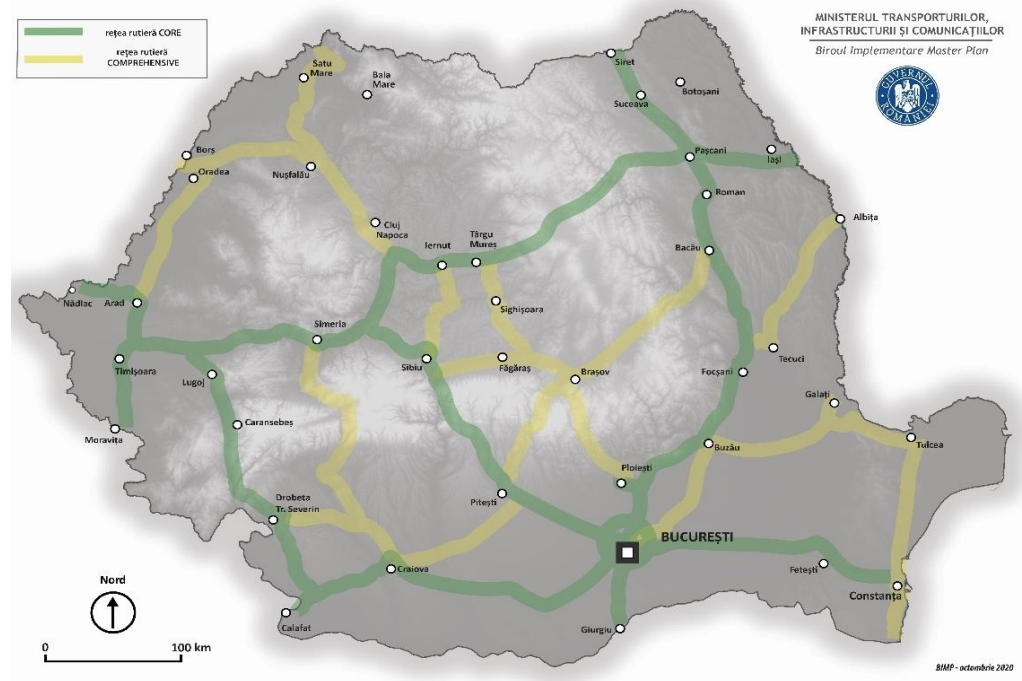 rețea rutieră CORE
rețea rutieră
COMPREHENSIVE
MINISTERUL TRANSPORTURILOR,
INFRASTRUCTURII ȘI COMUNICAȚIILOR
Biroul Implementare Master Plan
GUVERNUL
ROMÂNIEI
Satu
Mare
Baia
Mare
Siret
Suceava
Botoșani
Borș
Oradea
Nușfalău
Pașcani
Iași
Roman
Cluj
Napoca
Iernut
Târgu
Mureș
Bacău
Albița
Nădlac
Arad
Sighișoara
Simeria
Timișoara
Lugoj
Sibiu
Făgăraș
Brașov
Focșani
Tecuci
Galați
Moravița
Caransebeș
Buzău
Tulcea
Ploiești
Drobeta
Tr. Severin
Pitești
BUCUREȘTI
Craiova
Fetești
Constanța
Calafat
Giurgiu
Nord
0
100 km
BIMP - octombrie 2020